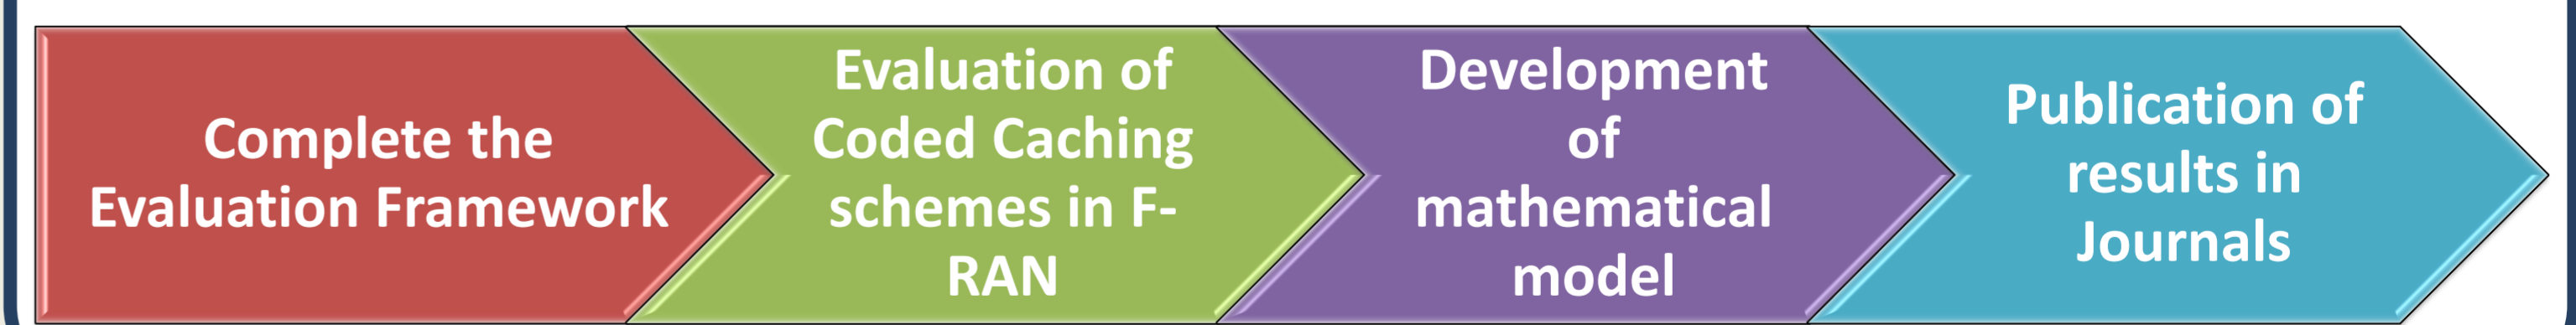 Complete the
Evaluation Framework
Evaluation of
Coded Caching
schemes in F-
RAN
Development
of
mathematical
model
Publication of
results in
Journals